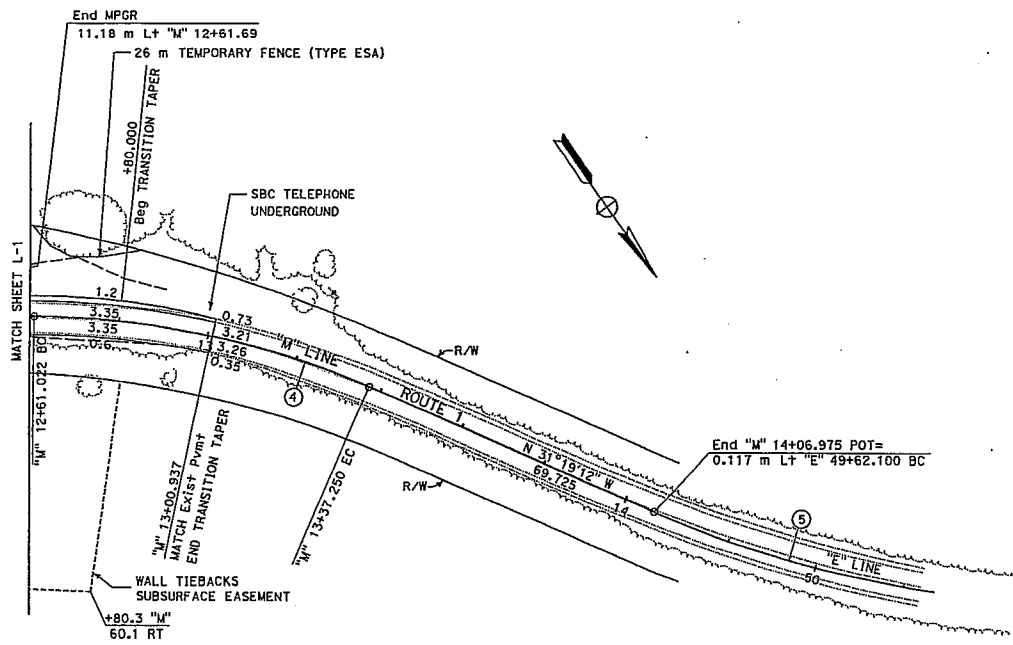 End MPGR
11.18 m Lt "M" 12+61.69
26 m TEMPORARY FENCE (TYPE ESA)
+80.000
Beg TRANSITION TAPER
SBC TELEPHONE
UNDERGROUND
MATCH SHEET L-1
1.2
3.35
3.35
0.6
0.73
3.21
13
3.26
0.35
"M" LINE
R/W
"M" 12+61.022 BC
4
ROUTE 1
N 31°19'12" W
69.725
14
End "M" 14+06.975 POT=
0.117 m Lt "E" 49+62.100 BC
R/W
"M" 13+00.937
MATCH Exist Pvmt
END TRANSITION TAPER
"M" 13+37.250 EC
5
"E" LINE
50
WALL TIEBACKS
SUBSURFACE EASEMENT
+80.3 "M"
60.1 RT